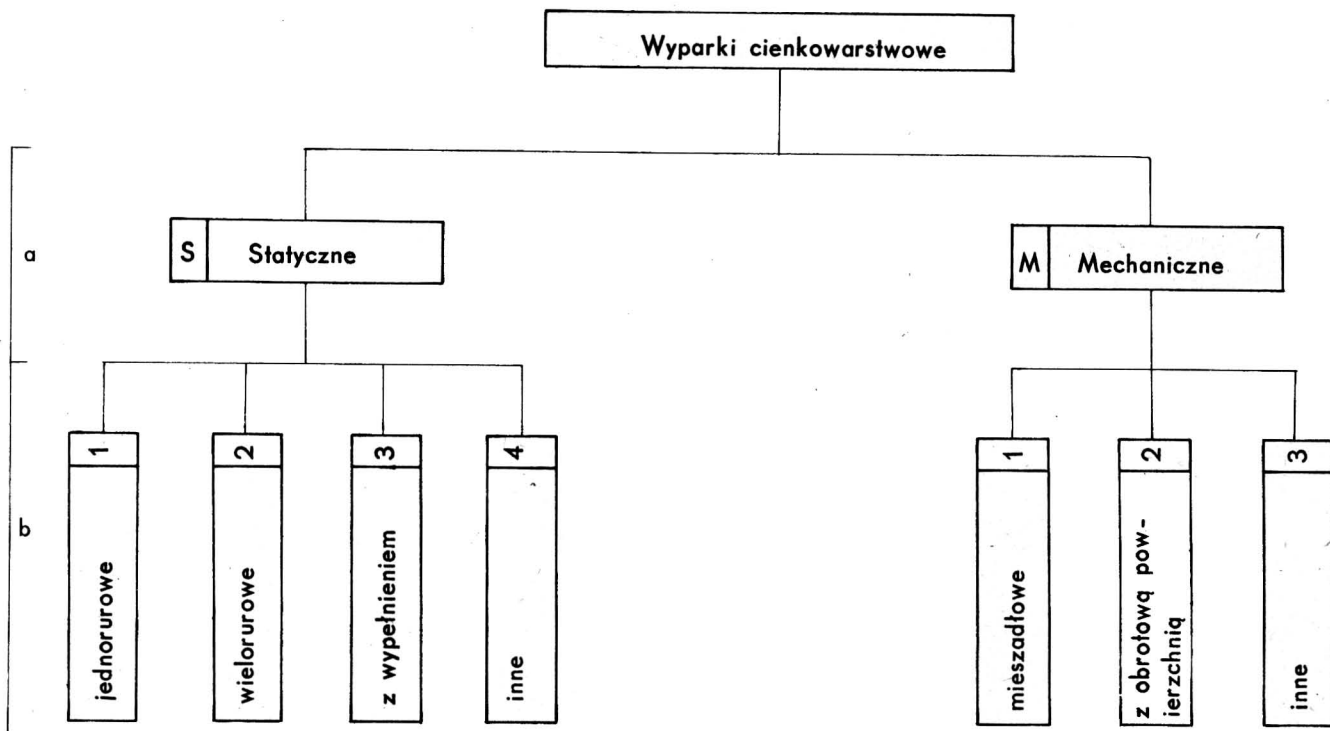 Wyparki cienkowarstwowe
a
S Statyczne
M Mechaniczne
b
1 jednorurowe
2 wielorurowe
3 z wypełnieniem
4 inne
1 mieszadłowe
2 z obrotową pow-
ierzchnią
3 inne